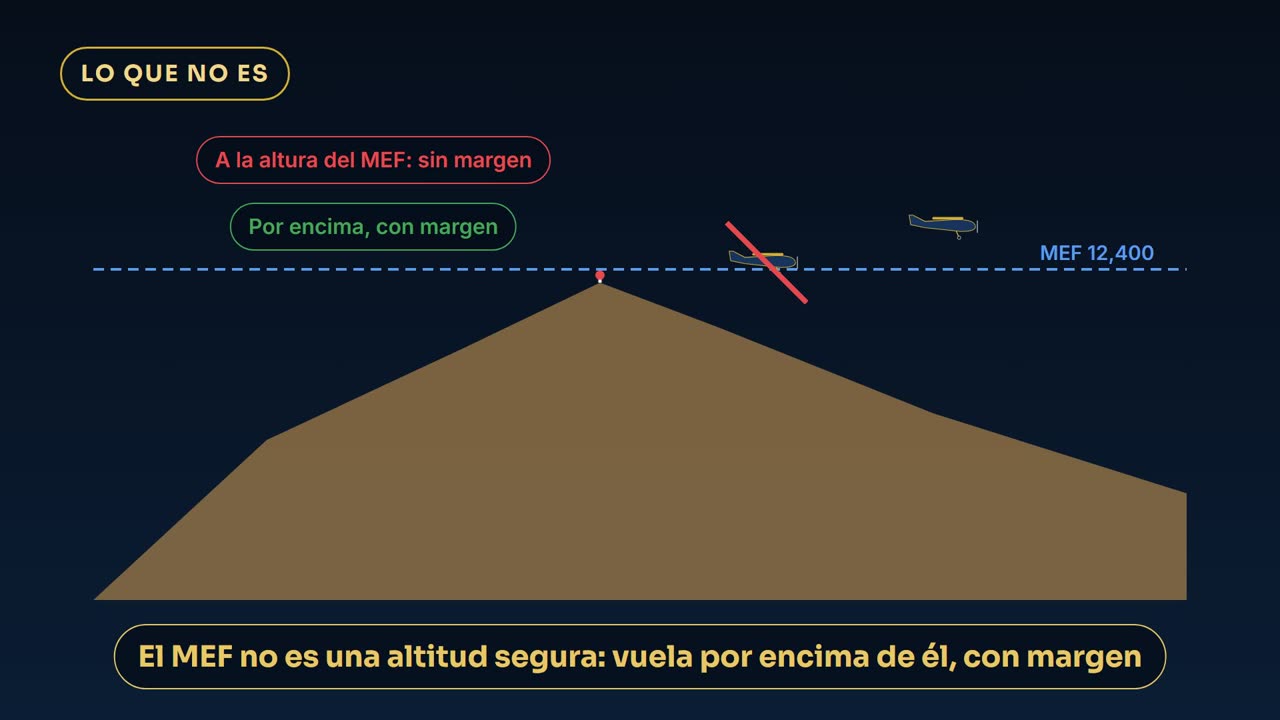 LO QUE NO ES
A la altura del MEF: sin margen
Por encima, con margen
MEF 12,400
El MEF no es una altitud segura: vuela por encima de él, con margen